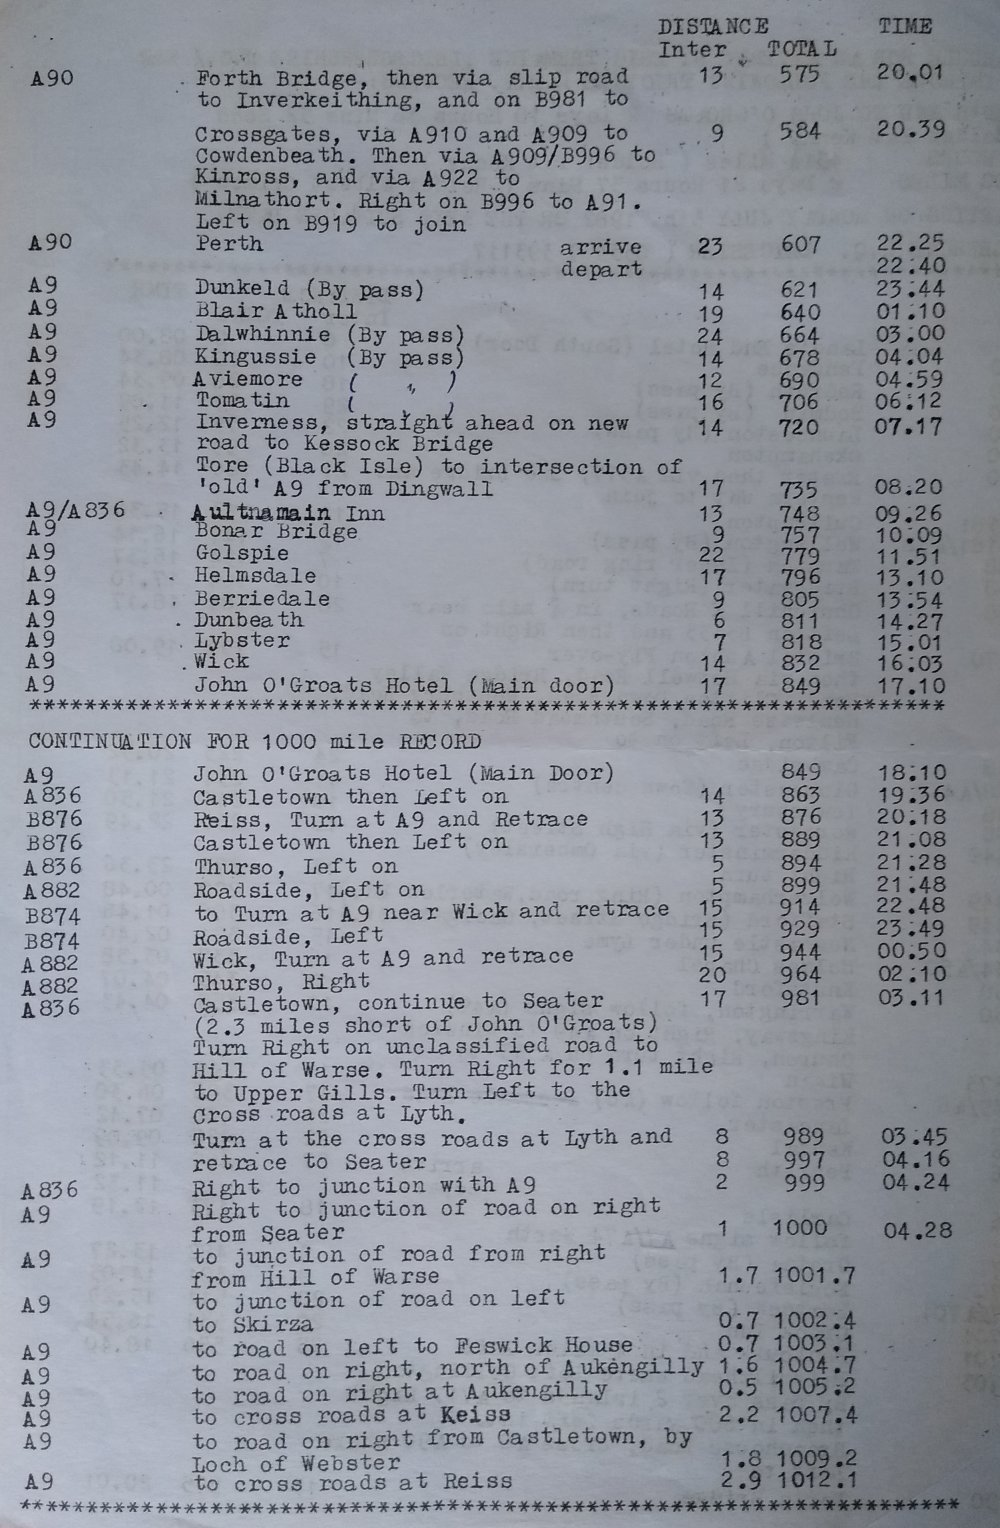 DISTANCE TIME
Inter TOTAL
A90 Forth Bridge, then via slip road 13 575 20.01
to Inverkeithing, and on B981 to
Crossgates, via A910 and A909 to 9 584 20.39
Cowdenbeath. Then via A909/B996 to
Kinross, and via A922 to
Milnathort. Right on B996 to A91.
Left on B919 to join
A90 Perth arrive 23 607 22.25
depart 22.40
A9 Dunkeld (By pass) 14 621 23.44
A9 Blair Atholl 19 640 01.10
A9 Dalwhinnie (By pass) 24 664 03.00
A9 Kingussie (By pass) 14 678 04.04
A9 Aviemore ( " ) 12 690 04.59
A9 Tomatin ( " ) 16 706 06.12
A9 Inverness, straight ahead on new 14 720 07.17
road to Kessock Bridge
Tore (Black Isle) to intersection of
'old' A9 from Dingwall 17 735 08.20
A9/A836 Aultnamain Inn 13 748 09.26
A9 Bonar Bridge 9 757 10.09
A9 Golspie 22 779 11.51
A9 Helmsdale 17 796 13.10
A9 Berriedale 9 805 13.54
A9 Dunbeath 6 811 14.27
A9 Lybster 7 818 15.01
A9 Wick 14 832 16.03
A9 John O'Groats Hotel (Main door) 17 849 17.10
*********************************************************************
CONTINUATION FOR 1000 mile RECORD
A9 John O'Groats Hotel (Main Door) 849 18.10
A836 Castletown then Left on 14 863 19.36
B876 Reiss, Turn at A9 and Retrace 13 876 20.18
B876 Castletown then Left on 13 889 21.08
A836 Thurso, Left on 5 894 21.28
A882 Roadside, Left on 5 899 21.48
B874 to Turn at A9 near Wick and retrace 15 914 22.48
B874 Roadside, Left 15 929 23.49
A882 Wick, Turn at A9 and retrace 15 944 00.50
A882 Thurso, Right 20 964 02.10
A836 Castletown, continue to Seater 17 981 03.11
(2.3 miles short of John O'Groats)
Turn Right on unclassified road to
Hill of Warse. Turn Right for 1.1 mile
to Upper Gills. Turn Left to the
Cross roads at Lyth.
Turn at the cross roads at Lyth and 8 989 03.45
retrace to Seater 8 997 04.16
A836 Right to junction with A9 2 999 04.24
A9 Right to junction of road on right
from Seater 1 1000 04.28
A9 to junction of road from right
from Hill of Warse 1.7 1001.7
A9 to junction of road on left
to Skirza 0.7 1002.4
A9 to road on left to Feswick House 0.7 1003.1
A9 to road on right, north of Aukengilly 1.6 1004.7
A9 to road on right at Aukengilly 0.5 1005.2
A9 to cross roads at Keiss 2.2 1007.4
A9 to road on right from Castletown, by
Loch of Webster 1.8 1009.2
A9 to cross roads at Reiss 2.9 1012.1
*********************************************************************